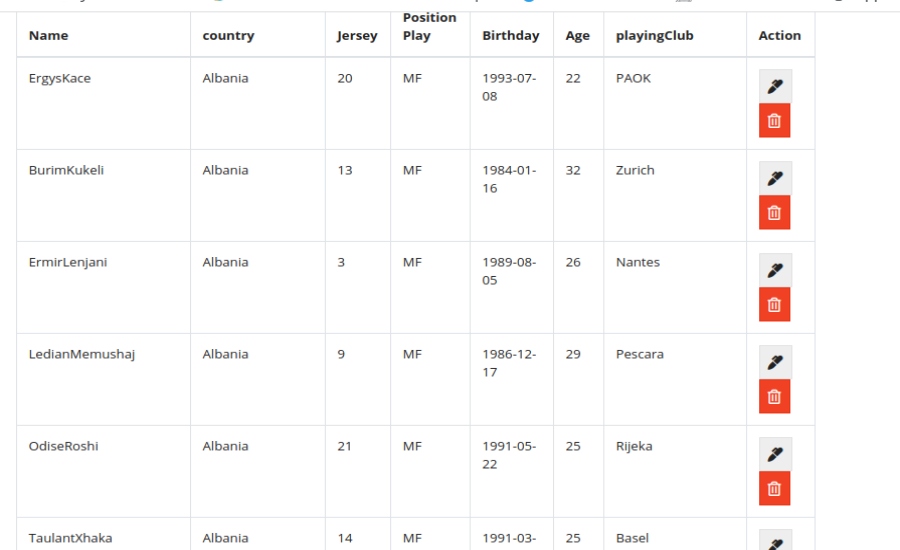 Name country Jersey Position Play Birthday Age playingClub Action
ErgysKace Albania 20 MF 1993-07-08 22 PAOK
BurimKukeli Albania 13 MF 1984-01-16 32 Zurich
ErmirLenjani Albania 3 MF 1989-08-05 26 Nantes
LedianMemushaj Albania 9 MF 1986-12-17 29 Pescara
OdiseRoshi Albania 21 MF 1991-05-22 25 Rijeka
TaulantXhaka Albania 14 MF 1991-03- 25 Basel